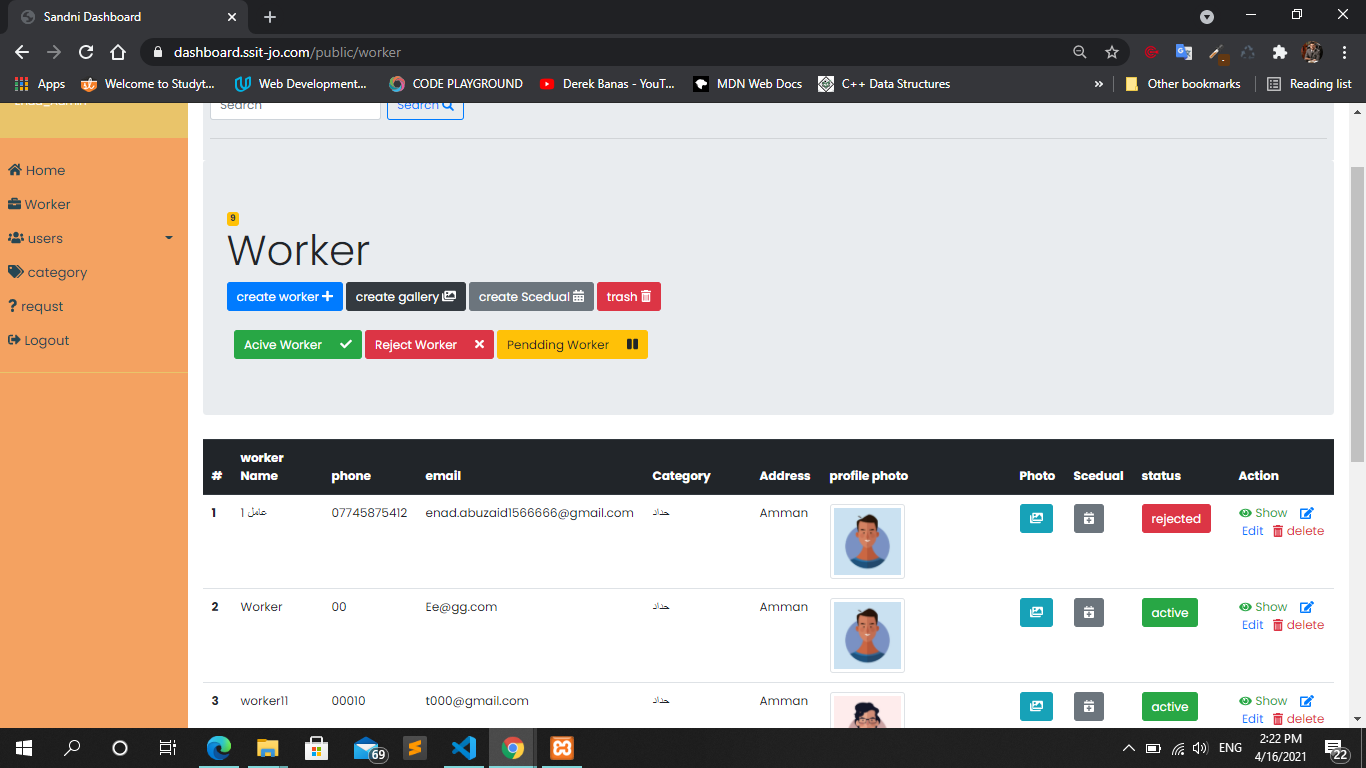 Sandni Dashboard
dashboard.ssit-jo.com/public/worker
Apps Welcome to Studyt... Web Development... CODE PLAYGROUND Derek Banas - YouT... MDN Web Docs C++ Data Structures » Other bookmarks Reading list
Search Search
Home
Worker
users
category
requst
Logout
9
Worker
create worker create gallery create Scedual trash
Acive Worker Reject Worker Pendding Worker
# worker Name phone email Category Address profile photo Photo Scedual status Action
1 عامل 1 07745875412 enad.abuzaid1566666@gmail.com حداد Amman rejected Show Edit delete
2 Worker 00 Ee@gg.com حداد Amman active Show Edit delete
3 worker11 00010 t000@gmail.com حداد Amman active Show Edit delete
69
ENG
2:22 PM
4/16/2021
22